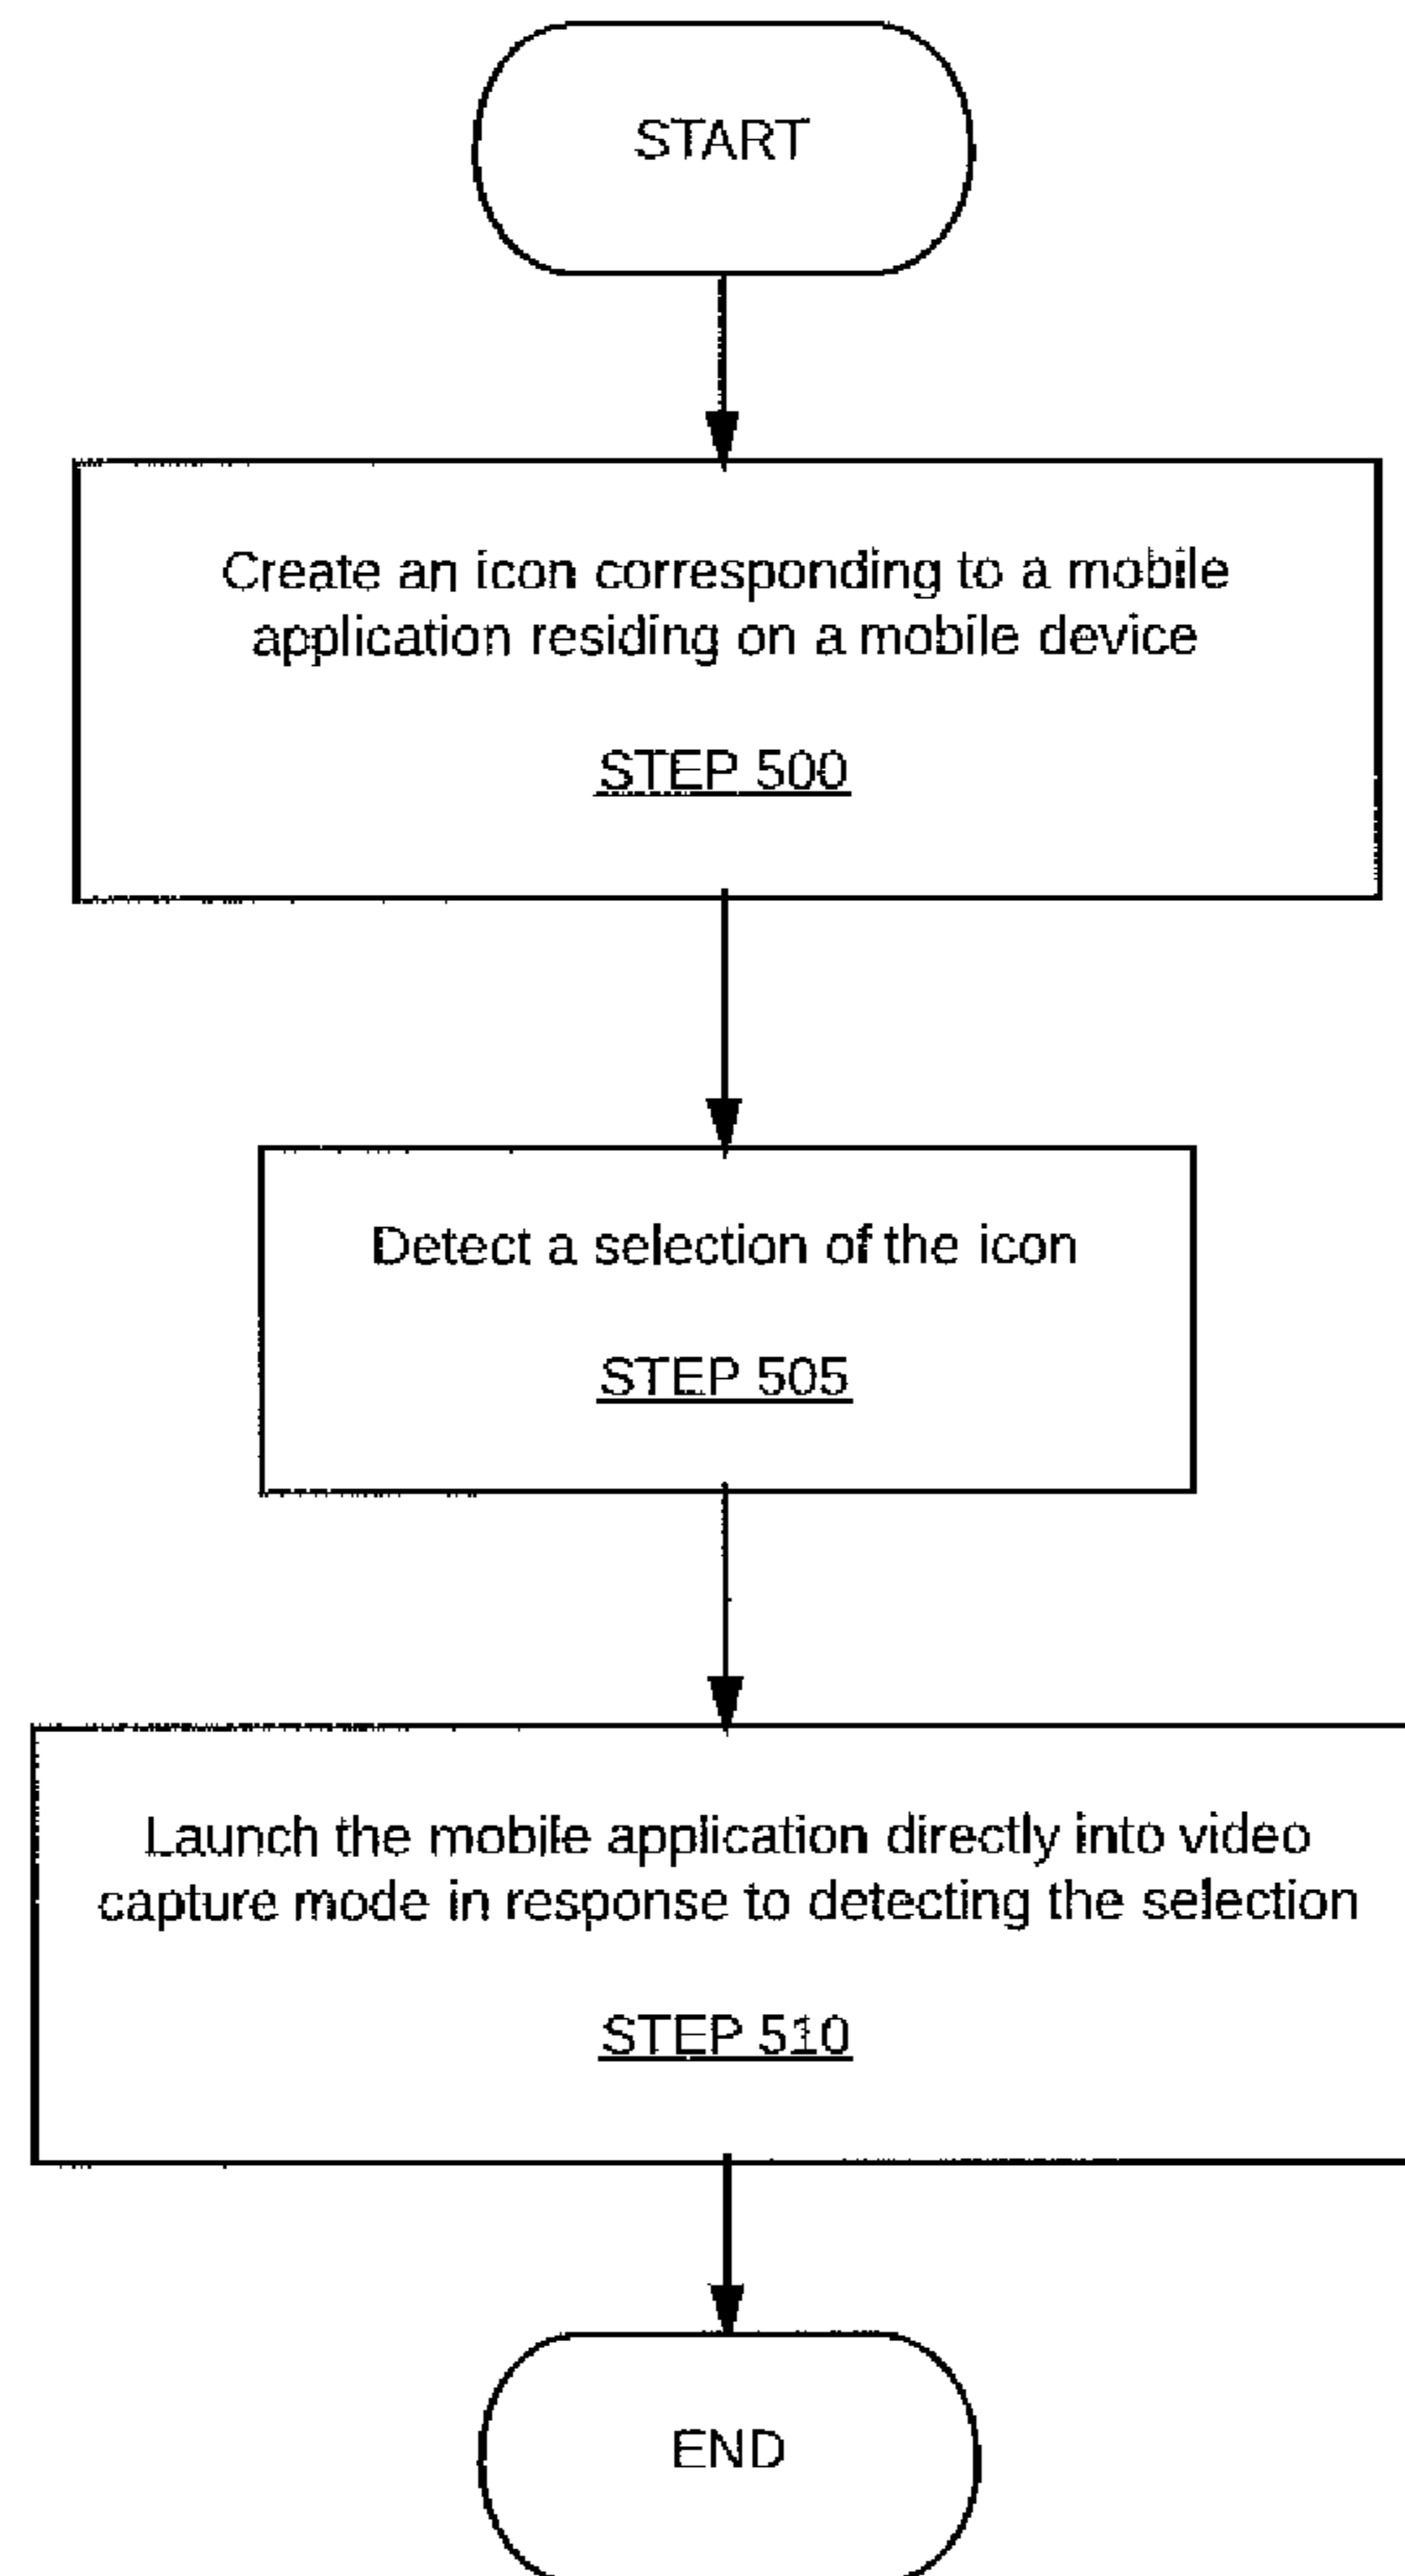 START
Create an icon corresponding to a mobile
application residing on a mobile device
STEP 500
Detect a selection of the icon
STEP 505
Launch the mobile application directly into video
capture mode in response to detecting the selection
STEP 510
END